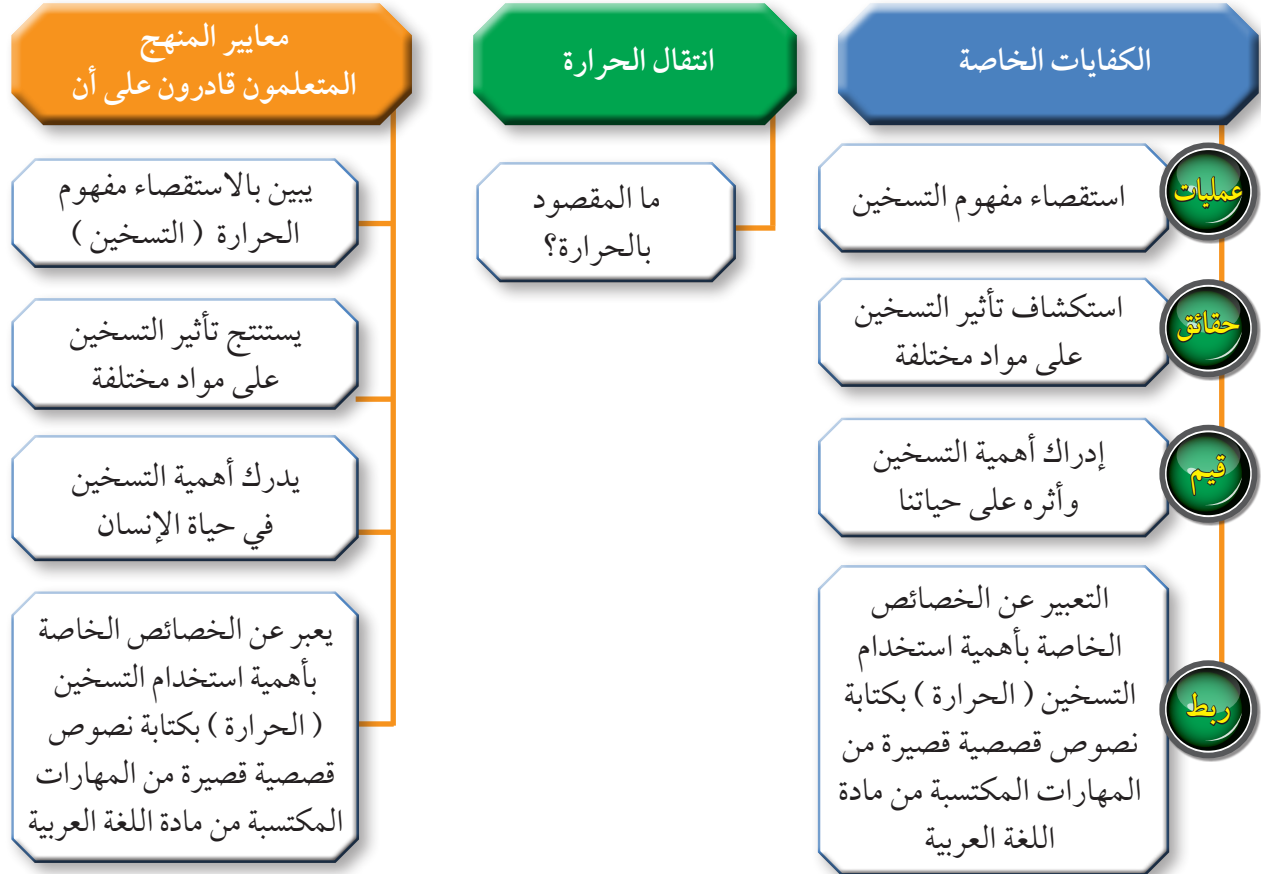 الكفايات الخاصة
عمليات
استقصاء مفهوم التسخين
حقائق
استكشاف تأثير التسخين
على مواد مختلفة
قيم
إدراك أهمية التسخين
وأثره على حياتنا
ربط
التعبير عن الخصائص
الخاصة بأهمية استخدام
التسخين ( الحرارة ) بكتابة
نصوص قصصية قصيرة من
المهارات المكتسبة من مادة
اللغة العربية
انتقال الحرارة
ما المقصود
بالحرارة؟
معايير المنهج
المتعلمون قادرون على أن
يبين بالاستقصاء مفهوم
الحرارة ( التسخين )
يستنتج تأثير التسخين
على مواد مختلفة
يدرك أهمية التسخين
في حياة الإنسان
يعبر عن الخصائص الخاصة
بأهمية استخدام التسخين
( الحرارة ) بكتابة نصوص
قصصية قصيرة من المهارات
المكتسبة من مادة اللغة العربية